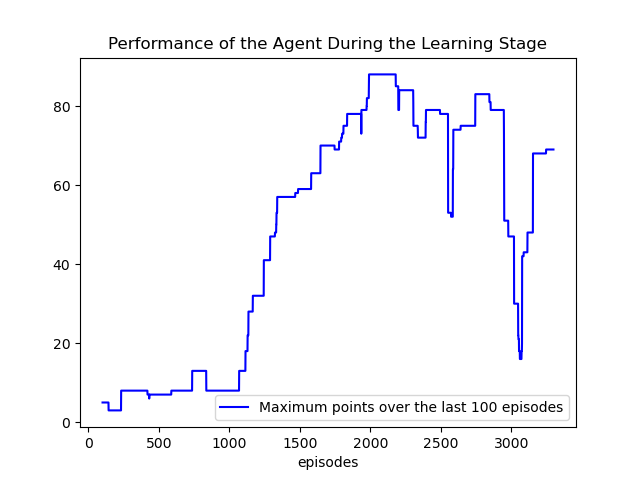 Performance of the Agent During the Learning Stage
80
60
40
20
0
Maximum points over the last 100 episodes
0 500 1000 1500 2000 2500 3000
episodes